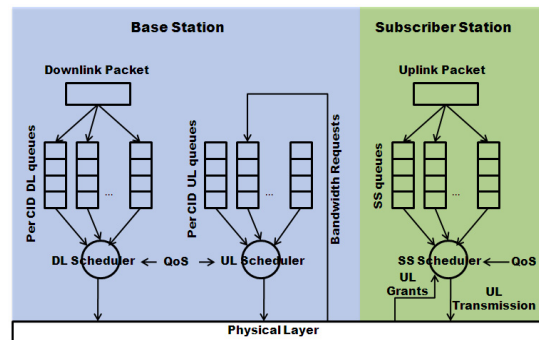 Base Station
Subscriber Station
Downlink Packet
Uplink Packet
Per CID DL queues
...
Per CID UL queues
...
Bandwidth Requests
SS queues
...
DL Scheduler
QoS
UL Scheduler
SS Scheduler
QoS
UL
Grants
UL
Transmission
Physical Layer